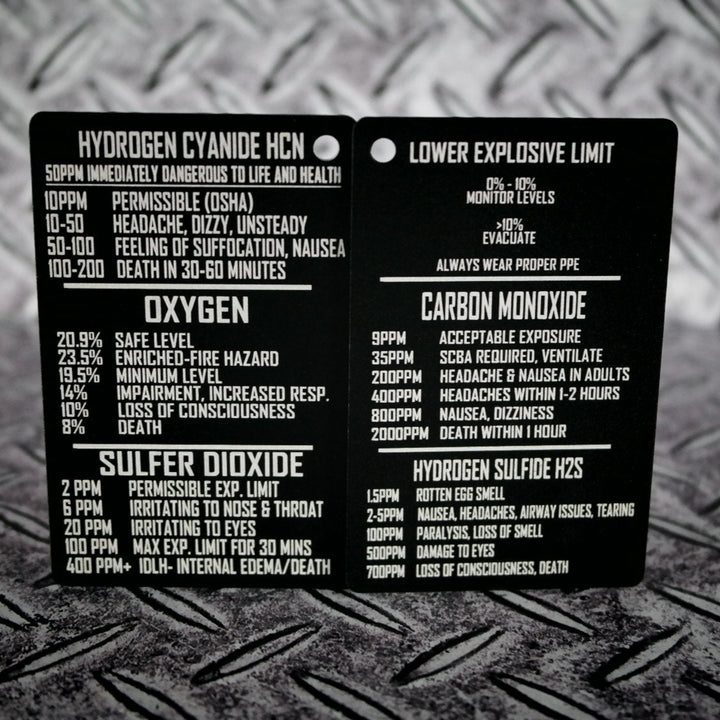 HYDROGEN CYANIDE HCN
50PPM IMMEDIATELY DANGEROUS TO LIFE AND HEALTH
10PPM PERMISSIBLE (OSHA)
10-50 HEADACHE, DIZZY, UNSTEADY
50-100 FEELING OF SUFFOCATION, NAUSEA
100-200 DEATH IN 30-60 MINUTES
OXYGEN
20.9% SAFE LEVEL
23.5% ENRICHED-FIRE HAZARD
19.5% MINIMUM LEVEL
14% IMPAIRMENT, INCREASED RESP.
10% LOSS OF CONSCIOUSNESS
8% DEATH
SULFER DIOXIDE
2 PPM PERMISSIBLE EXP. LIMIT
6 PPM IRRITATING TO NOSE & THROAT
20 PPM IRRITATING TO EYES
100 PPM MAX EXP. LIMIT FOR 30 MINS
400 PPM+ IDLH- INTERNAL EDEMA/DEATH
LOWER EXPLOSIVE LIMIT
0% - 10%
MONITOR LEVELS
>10%
EVACUATE
ALWAYS WEAR PROPER PPE
CARBON MONOXIDE
9PPM ACCEPTABLE EXPOSURE
35PPM SCBA REQUIRED, VENTILATE
200PPM HEADACHE & NAUSEA IN ADULTS
400PPM HEADACHES WITHIN 1-2 HOURS
800PPM NAUSEA, DIZZINESS
2000PPM DEATH WITHIN 1 HOUR
HYDROGEN SULFIDE H2S
1.5PPM ROTTEN EGG SMELL
2-5PPM NAUSEA, HEADACHES, AIRWAY ISSUES, TEARING
100PPM PARALYSIS, LOSS OF SMELL
500PPM DAMAGE TO EYES
700PPM LOSS OF CONSCIOUSNESS, DEATH